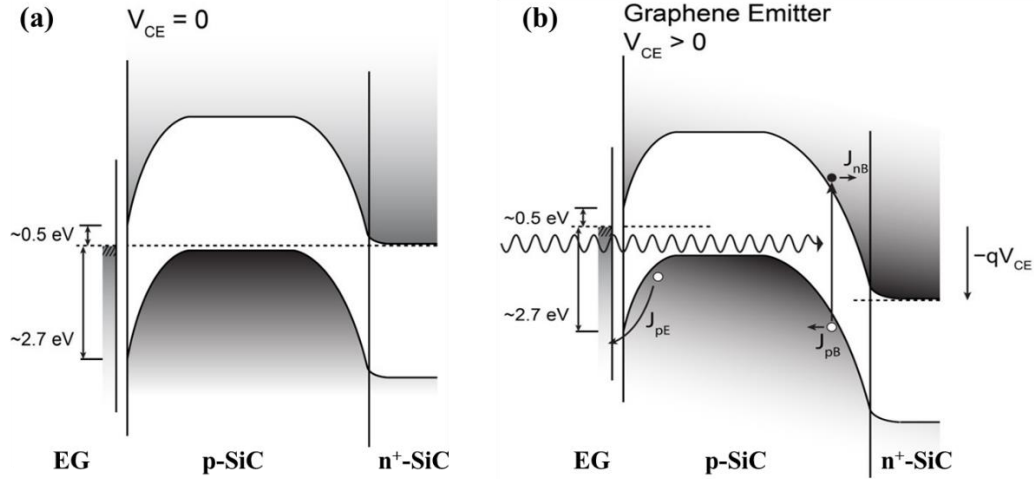 (a)
V_CE = 0
~0.5 eV
~2.7 eV
EG
p-SiC
n⁺-SiC
(b)
Graphene Emitter
V_CE > 0
~0.5 eV
~2.7 eV
J_pE
J_nB
J_pB
−qV_CE
EG
p-SiC
n⁺-SiC